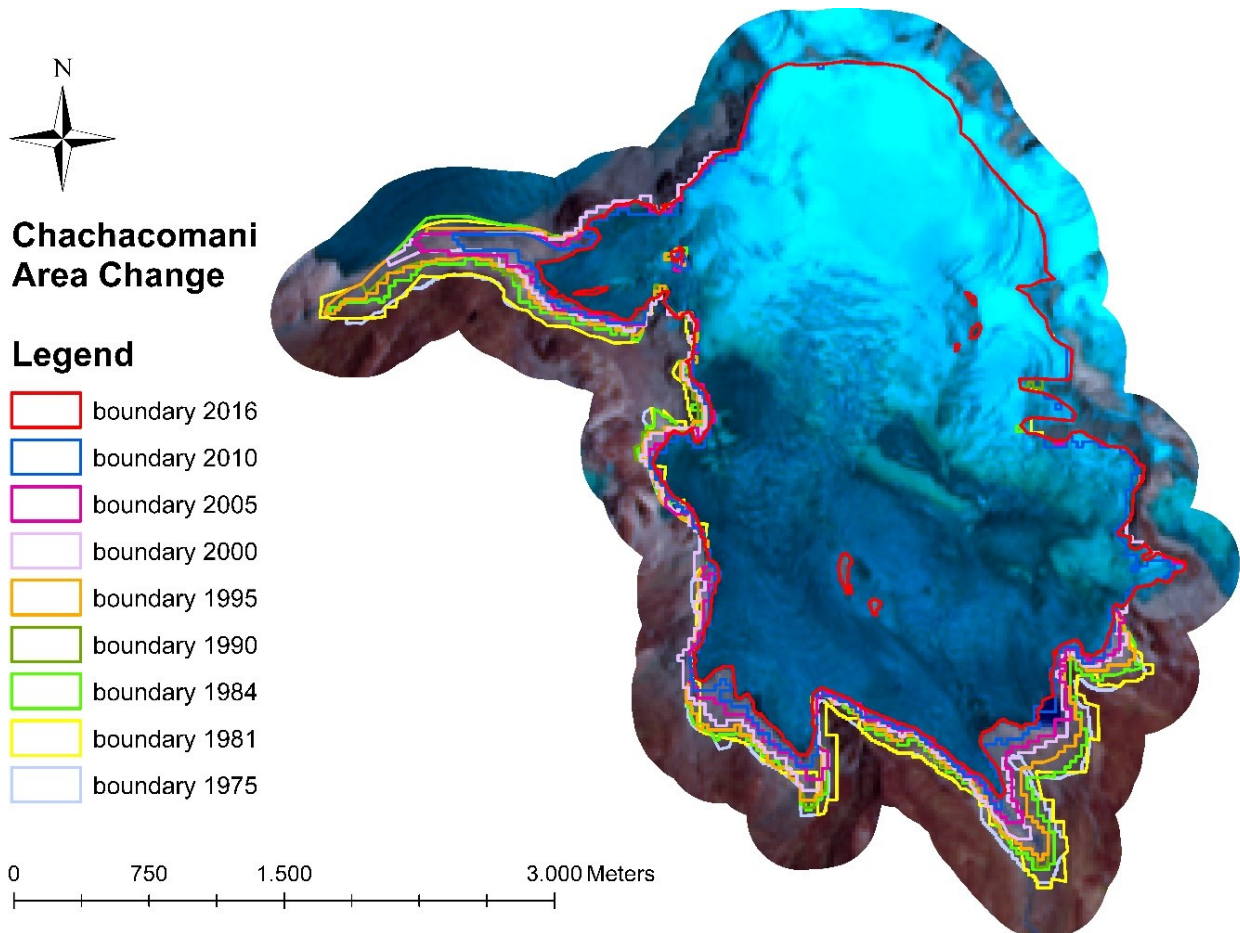 N
Chachacomani
Area Change
Legend
boundary 2016
boundary 2010
boundary 2005
boundary 2000
boundary 1995
boundary 1990
boundary 1984
boundary 1981
boundary 1975
0 750 1.500 3.000 Meters